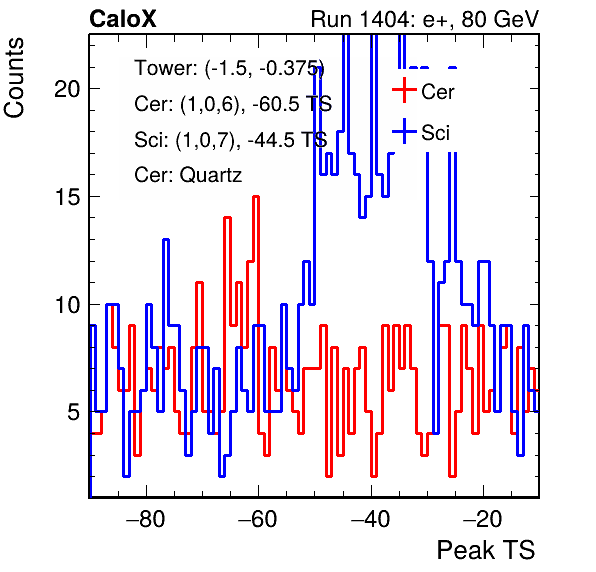 CaloX Run 1404: e+, 80 GeV
Counts
Tower: (-1.5, -0.375)
Cer: (1,0,6), -60.5 TS
Sci: (1,0,7), -44.5 TS
Cer: Quartz
Cer
Sci
20
15
10
5
−80 −60 −40 −20
Peak TS